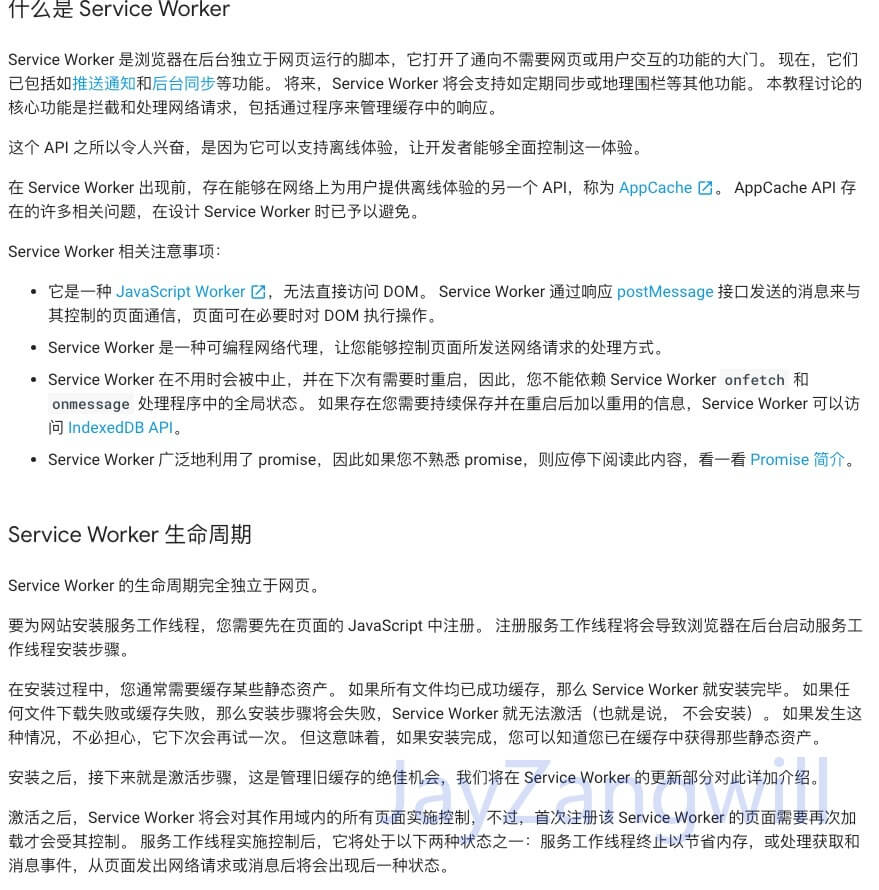 什么是 Service Worker
Service Worker 是浏览器在后台独立于网页运行的脚本，它打开了通向不需要网页或用户交互的功能的大门。 现在，它们
已包括如推送通知和后台同步等功能。 将来，Service Worker 将会支持如定期同步或地理围栏等其他功能。 本教程讨论的
核心功能是拦截和处理网络请求，包括通过程序来管理缓存中的响应。
这个 API 之所以令人兴奋，是因为它可以支持离线体验，让开发者能够全面控制这一体验。
在 Service Worker 出现前，存在能够在网络上为用户提供离线体验的另一个 API，称为 AppCache 。 AppCache API 存
在的许多相关问题，在设计 Service Worker 时已予以避免。
Service Worker 相关注意事项：
• 它是一种 JavaScript Worker ，无法直接访问 DOM。 Service Worker 通过响应 postMessage 接口发送的消息来与
其控制的页面通信，页面可在必要时对 DOM 执行操作。
• Service Worker 是一种可编程网络代理，让您能够控制页面所发送网络请求的处理方式。
• Service Worker 在不用时会被中止，并在下次有需要时重启，因此，您不能依赖 Service Worker onfetch 和
onmessage 处理程序中的全局状态。 如果存在您需要持续保存并在重启后加以重用的信息，Service Worker 可以访
问 IndexedDB API。
• Service Worker 广泛地利用了 promise，因此如果您不熟悉 promise，则应停下阅读此内容，看一看 Promise 简介。
Service Worker 生命周期
Service Worker 的生命周期完全独立于网页。
要为网站安装服务工作线程，您需要先在页面的 JavaScript 中注册。 注册服务工作线程将会导致浏览器在后台启动服务工
作线程安装步骤。
在安装过程中，您通常需要缓存某些静态资产。 如果所有文件均已成功缓存，那么 Service Worker 就安装完毕。 如果任
何文件下载失败或缓存失败，那么安装步骤将会失败，Service Worker 就无法激活（也就是说， 不会安装）。 如果发生这
种情况，不必担心，它下次会再试一次。 但这意味着，如果安装完成，您可以知道您已在缓存中获得那些静态资产。
安装之后，接下来就是激活步骤，这是管理旧缓存的绝佳机会，我们将在 Service Worker 的更新部分对此详加介绍。
激活之后，Service Worker 将会对其作用域内的所有页面实施控制，不过，首次注册该 Service Worker 的页面需要再次加
载才会受其控制。 服务工作线程实施控制后，它将处于以下两种状态之一：服务工作线程终止以节省内存，或处理获取和
消息事件，从页面发出网络请求或消息后将会出现后一种状态。
JayZangwill